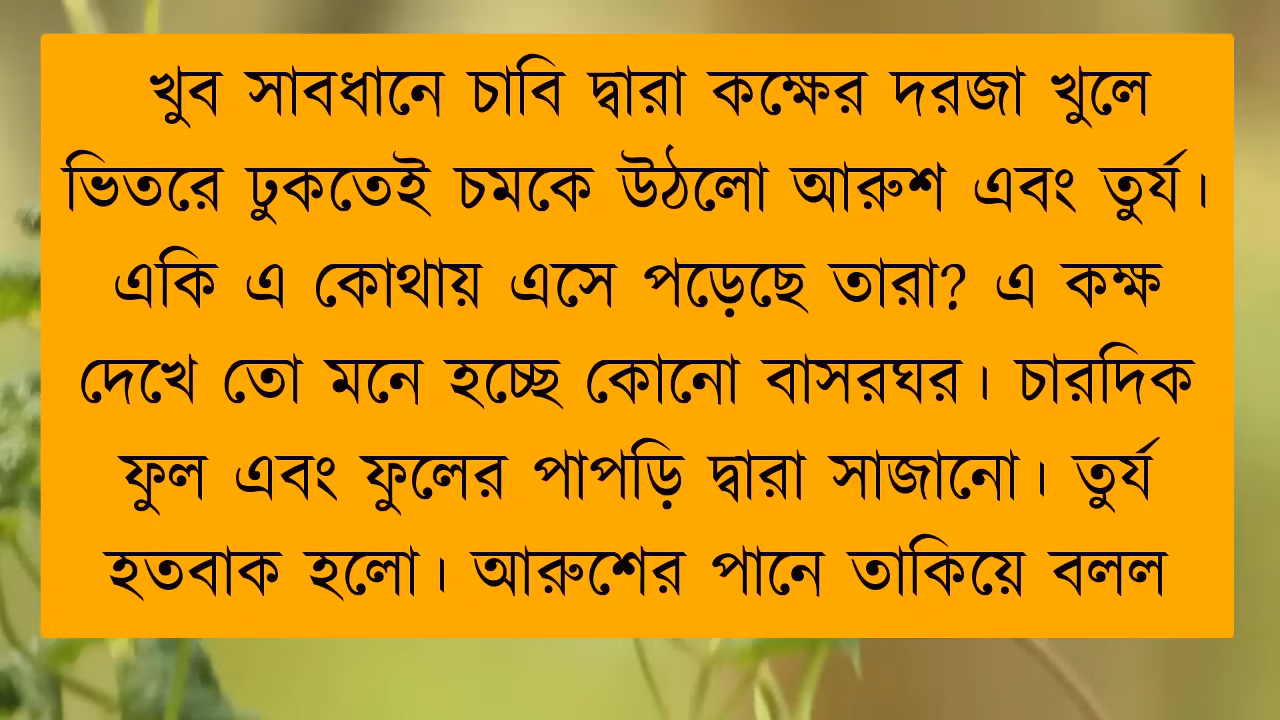 খুব সাবধানে চাবি দ্বারা কক্ষের দরজা খুলে
ভিতরে ঢুকতেই চমকে উঠলো আরুশ এবং তুর্য।
একি এ কোথায় এসে পড়েছে তারা? এ কক্ষ
দেখে তো মনে হচ্ছে কোনো বাসরঘর। চারদিক
ফুল এবং ফুলের পাপড়ি দ্বারা সাজানো। তুর্য
হতবাক হলো। আরুশের পানে তাকিয়ে বলল